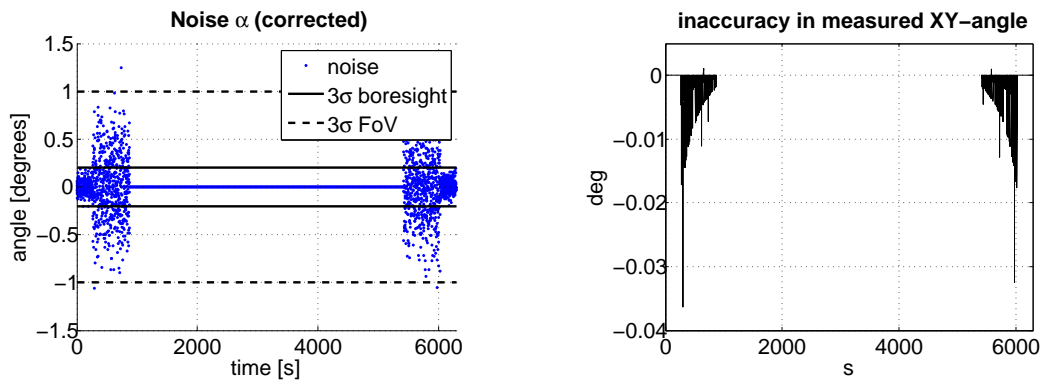 Noise α (corrected)
1.5
1
0.5
0
−0.5
−1
−1.5
angle [degrees]
noise
3σ boresight
3σ FoV
0
2000
4000
6000
time [s]
inaccuracy in measured XY−angle
0
−0.01
−0.02
−0.03
−0.04
deg
0
2000
4000
6000
s